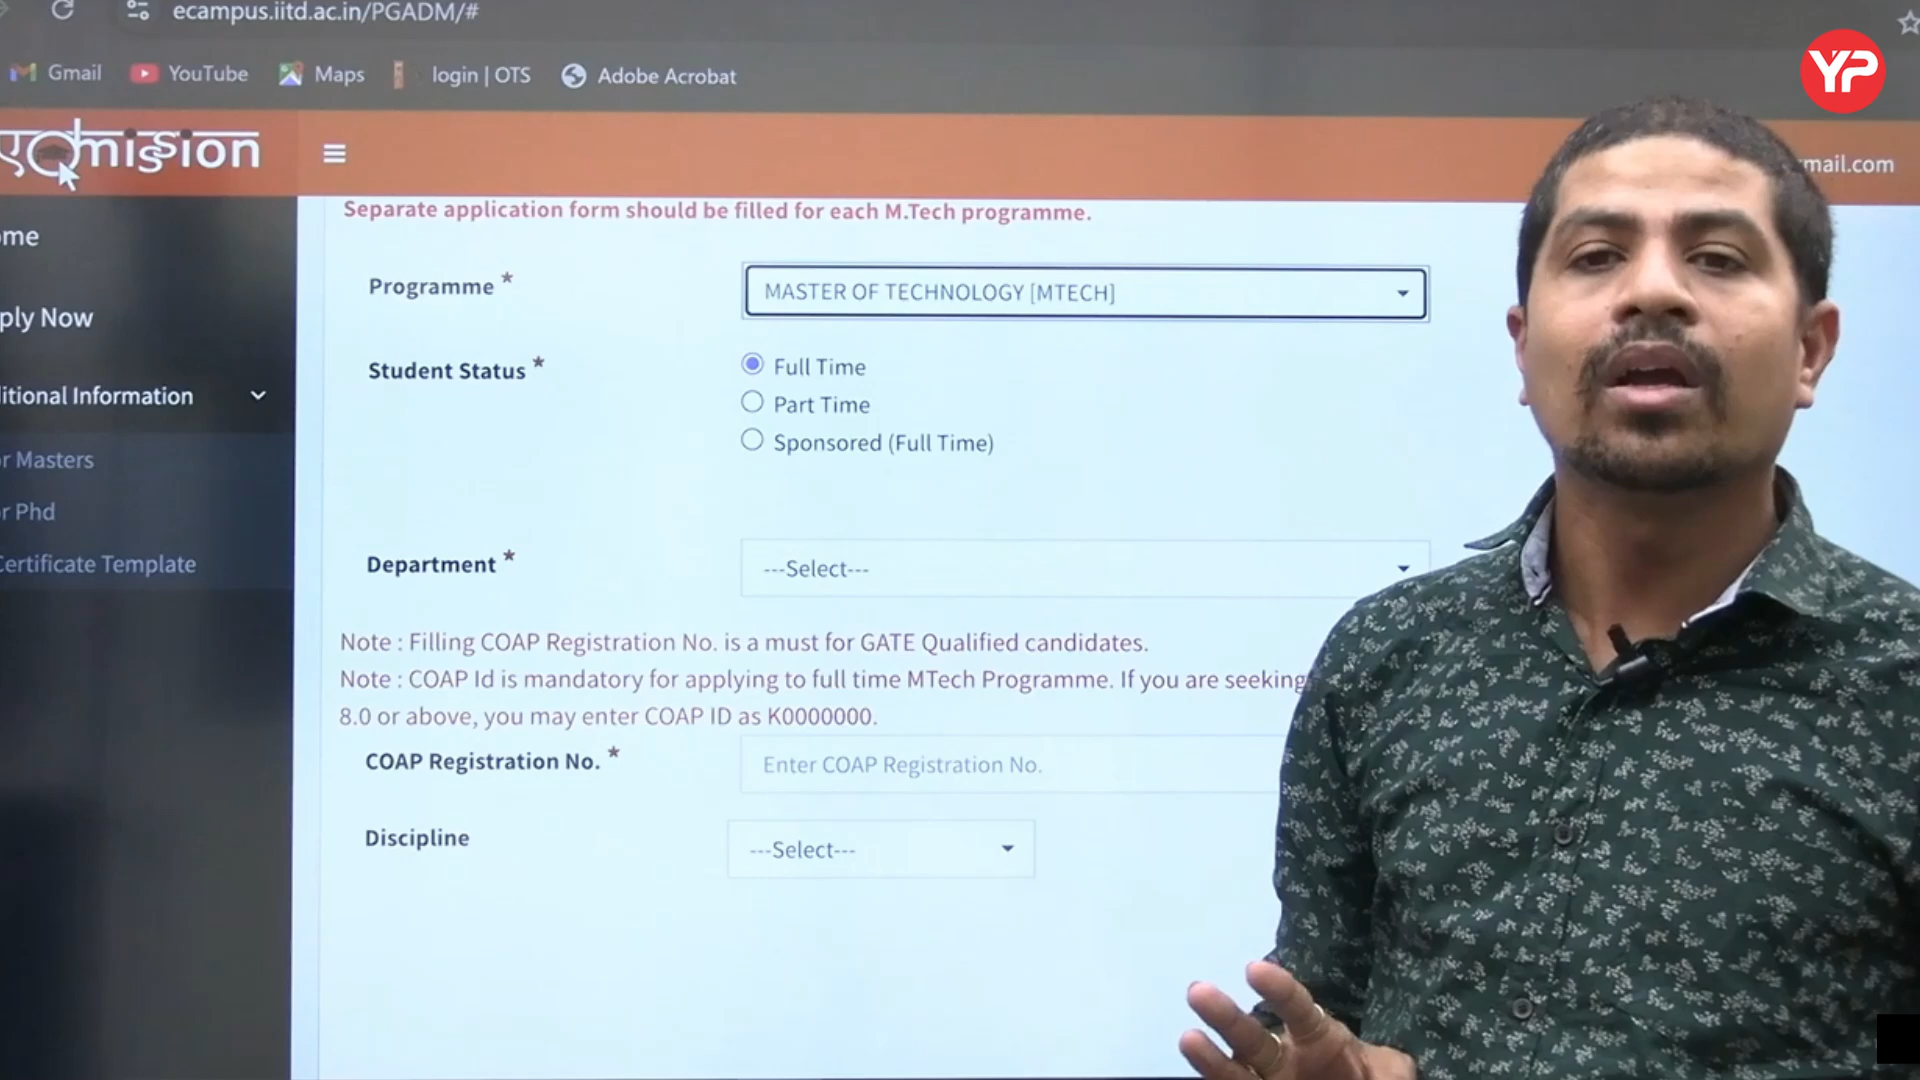 ecampus.iitd.ac.in/PGADM/#
Gmail YouTube Maps login | OTS Adobe Acrobat
YP
एdmission
mail.com
Separate application form should be filled for each M.Tech programme.
ome
Programme * MASTER OF TECHNOLOGY [MTECH]
ply Now
Student Status * Full Time
Part Time
Sponsored (Full Time)
ditional Information
r Masters
r Phd
Certificate Template
Department * ---Select---
Note : Filling COAP Registration No. is a must for GATE Qualified candidates.
Note : COAP Id is mandatory for applying to full time MTech Programme. If you are seeking
8.0 or above, you may enter COAP ID as K0000000.
COAP Registration No. * Enter COAP Registration No.
Discipline ---Select---